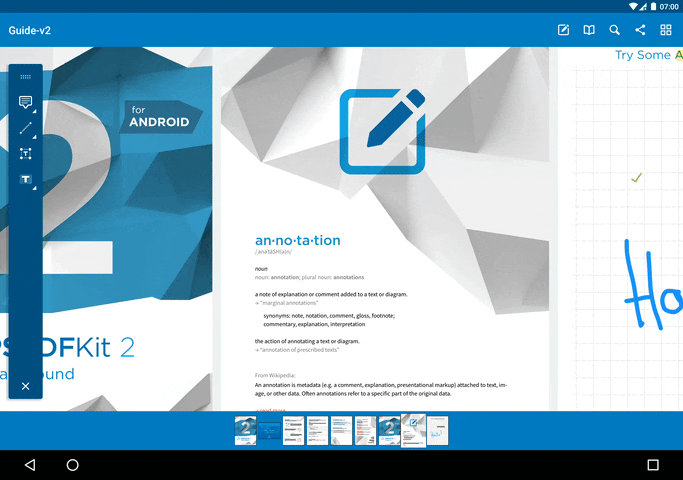 07:00
Guide-v2
Try Some A
for
ANDROID
2
an·no·ta·tion
noun
noun: annotation; plural noun: annotations
a note of explanation or comment added to a text or diagram.
→ "marginal annotations"
synonyms: note, notation, comment, gloss, footnote;
commentary, explanation, interpretation
the action of annotating a text or diagram.
→ "annotation of prescribed texts"
DFKit 2
ound
From Wikipedia:
An annotation is metadata (e.g. a comment, explanation, presentational markup) attached to text, im-
age, or other data. Often annotations refer to a specific part of the original data.
Ho